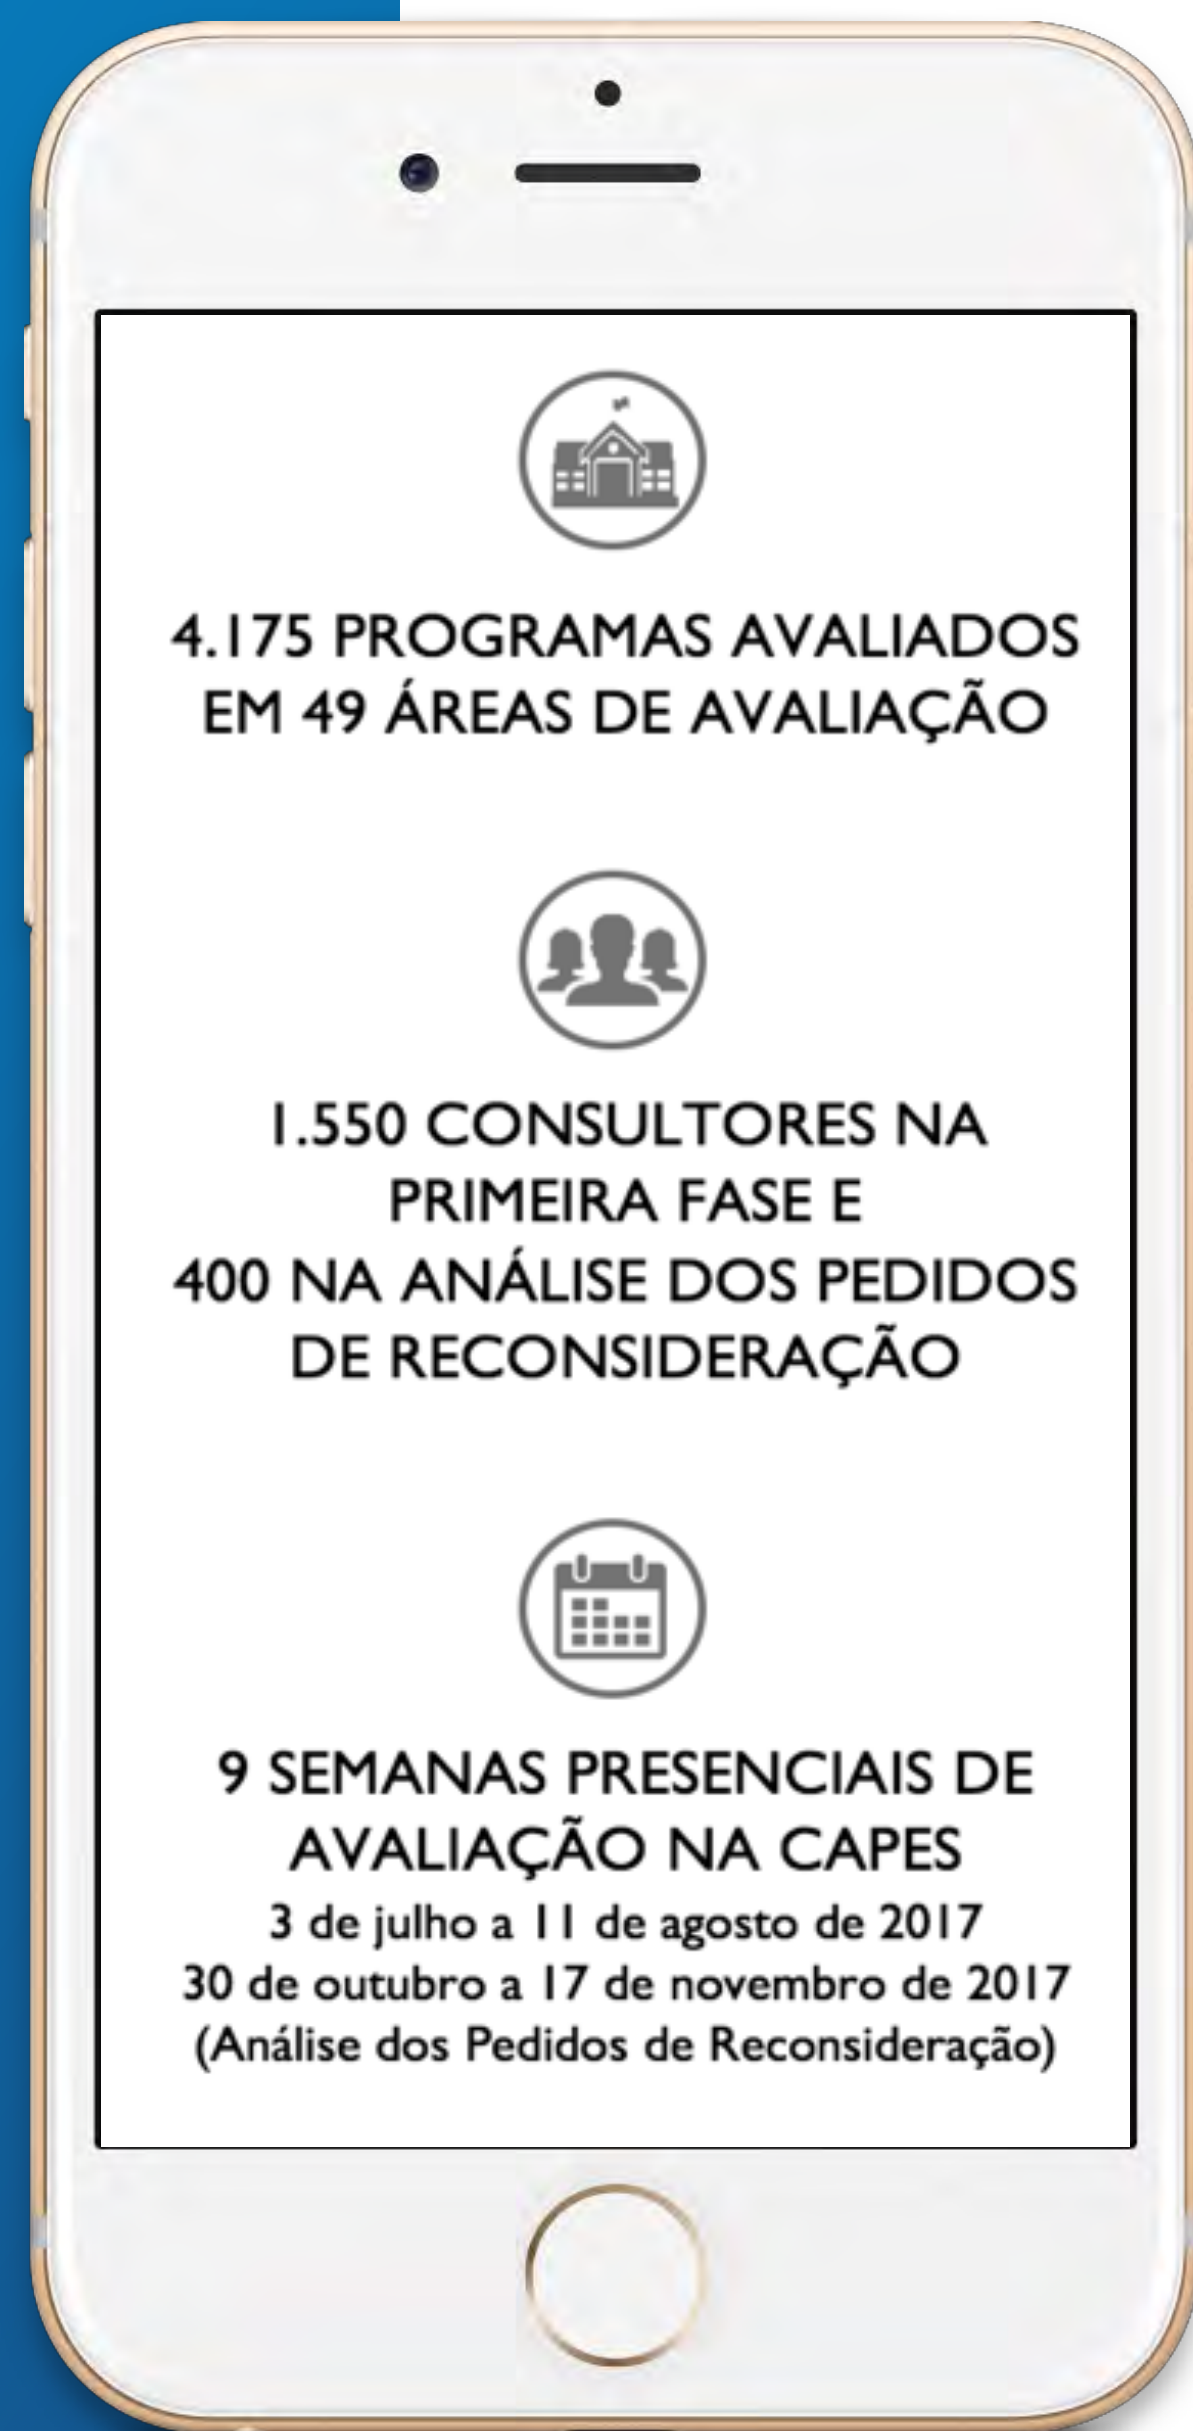 4.175 PROGRAMAS AVALIADOS
EM 49 ÁREAS DE AVALIAÇÃO
1.550 CONSULTORES NA
PRIMEIRA FASE E
400 NA ANÁLISE DOS PEDIDOS
DE RECONSIDERAÇÃO
9 SEMANAS PRESENCIAIS DE
AVALIAÇÃO NA CAPES
3 de julho a 11 de agosto de 2017
30 de outubro a 17 de novembro de 2017
(Análise dos Pedidos de Reconsideração)